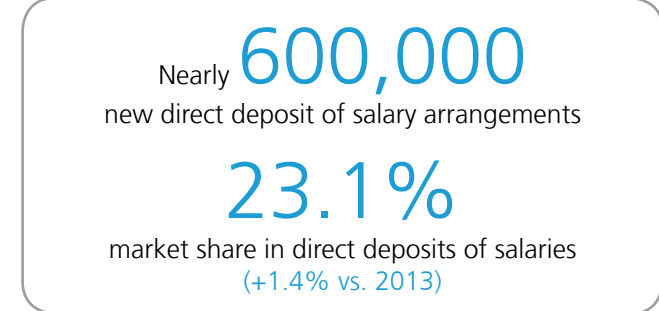 Nearly 600,000
new direct deposit of salary arrangements
23.1%
market share in direct deposits of salaries
(+1.4% vs. 2013)